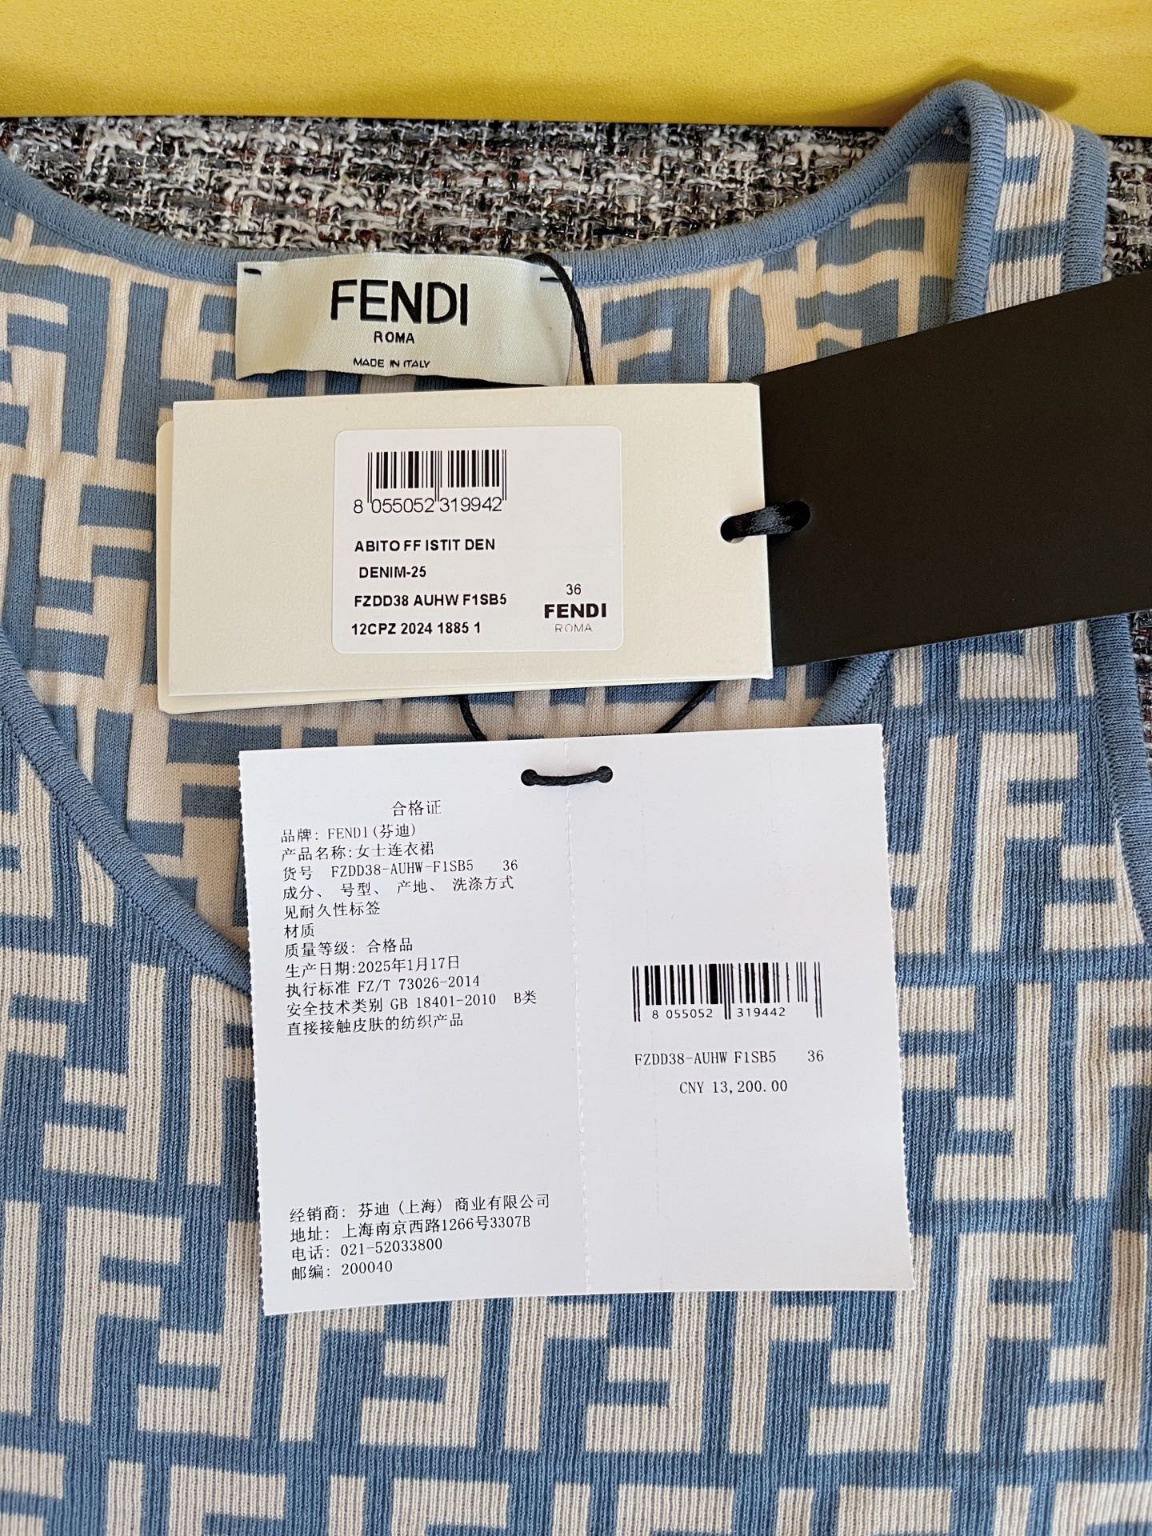 FENDI
ROMA
MADE IN ITALY
8 055052 319942
ABITO FF ISTIT DEN
DENIM-25
FZDD38 AUHW F1SB5
12CPZ 2024 1885 1
36
FENDI
ROMA
合格证
品牌: FENDI(芬迪)
产品名称:女士连衣裙
货号 FZDD38-AUHW-F1SB5 36
成分、 号型、 产地、 洗涤方式
见耐久性标签
材质
质量等级: 合格品
生产日期:2025年1月17日
执行标准 FZ/T 73026-2014
安全技术类别 GB 18401-2010 B类
直接接触皮肤的纺织产品
经销商: 芬迪 (上海) 商业有限公司
地址: 上海南京西路1266号3307B
电话: 021-52033800
邮编: 200040
8 055052 319442
FZDD38-AUHW F1SB5 36
CNY 13,200.00